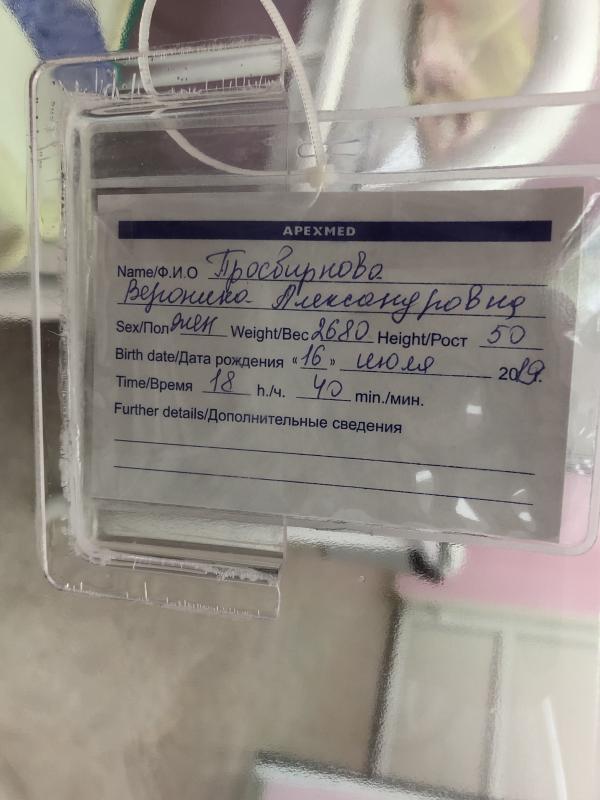 APEXMED
Name/Ф.И.О Просвирнова
Вероника Александровна
Sex/Пол жен Weight/Вес 2680 Height/Рост 50
Birth date/Дата рождения «16» июля 2019.
Time/Время 18 h./ч. 40 min./мин.
Further details/Дополнительные сведения